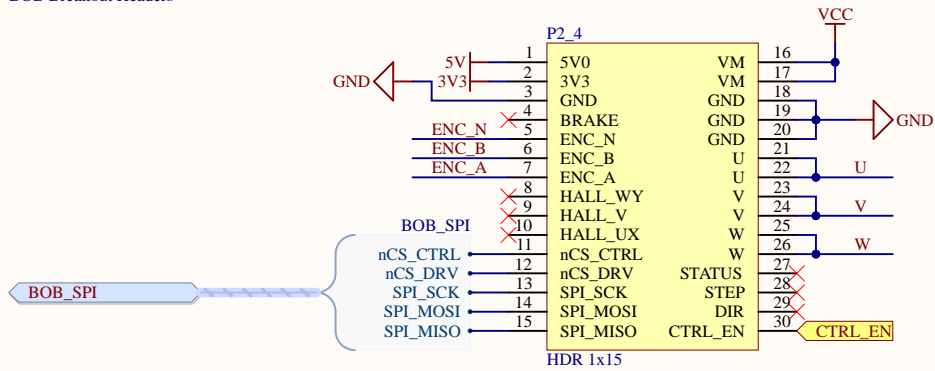 VCC
P2_4
5V 1 5V0 VM 16
3V3 2 3V3 VM 17
GND 3 GND GND 18
4 BRAKE GND 19 GND
ENC_N 5 ENC_N GND 20
ENC_B 6 ENC_B U 21
ENC_A 7 ENC_A U 22 U
8 HALL_WY V 23
9 HALL_V V 24 V
BOB_SPI 10 HALL_UX W 25
nCS_CTRL 11 nCS_CTRL W 26 W
nCS_DRV 12 nCS_DRV STATUS 27
BOB_SPI SPI_SCK 13 SPI_SCK STEP 28
SPI_MOSI 14 SPI_MOSI DIR 29
SPI_MISO 15 SPI_MISO CTRL_EN 30 CTRL_EN
HDR 1x15